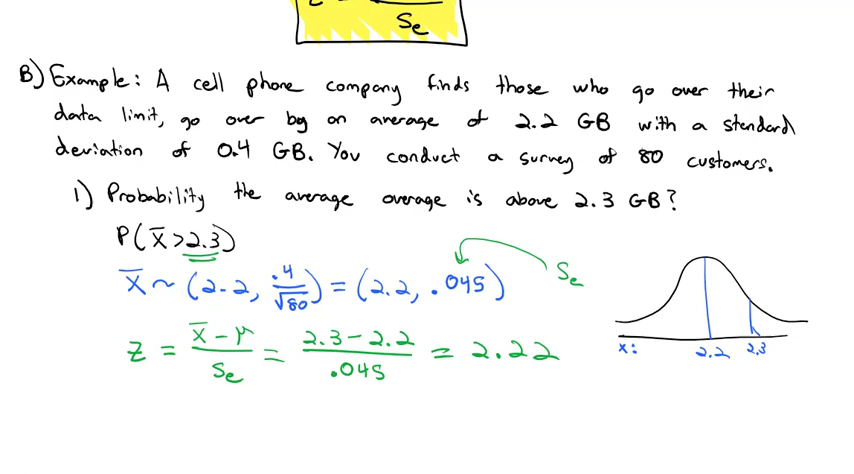 Se
B) Example: A cell phone company finds those who go over their
data limit, go over by on average of 2.2 GB with a standard
deviation of 0.4 GB. You conduct a survey of 80 customers.
1) Probability the average overage is above 2.3 GB?
P(x̄ > 2.3)
x̄ ~ (2.2, .4/√80) = (2.2, .045) Se
z = (x̄ - μ)/Se = (2.3 - 2.2)/.045 = 2.22
x: 2.2 2.3